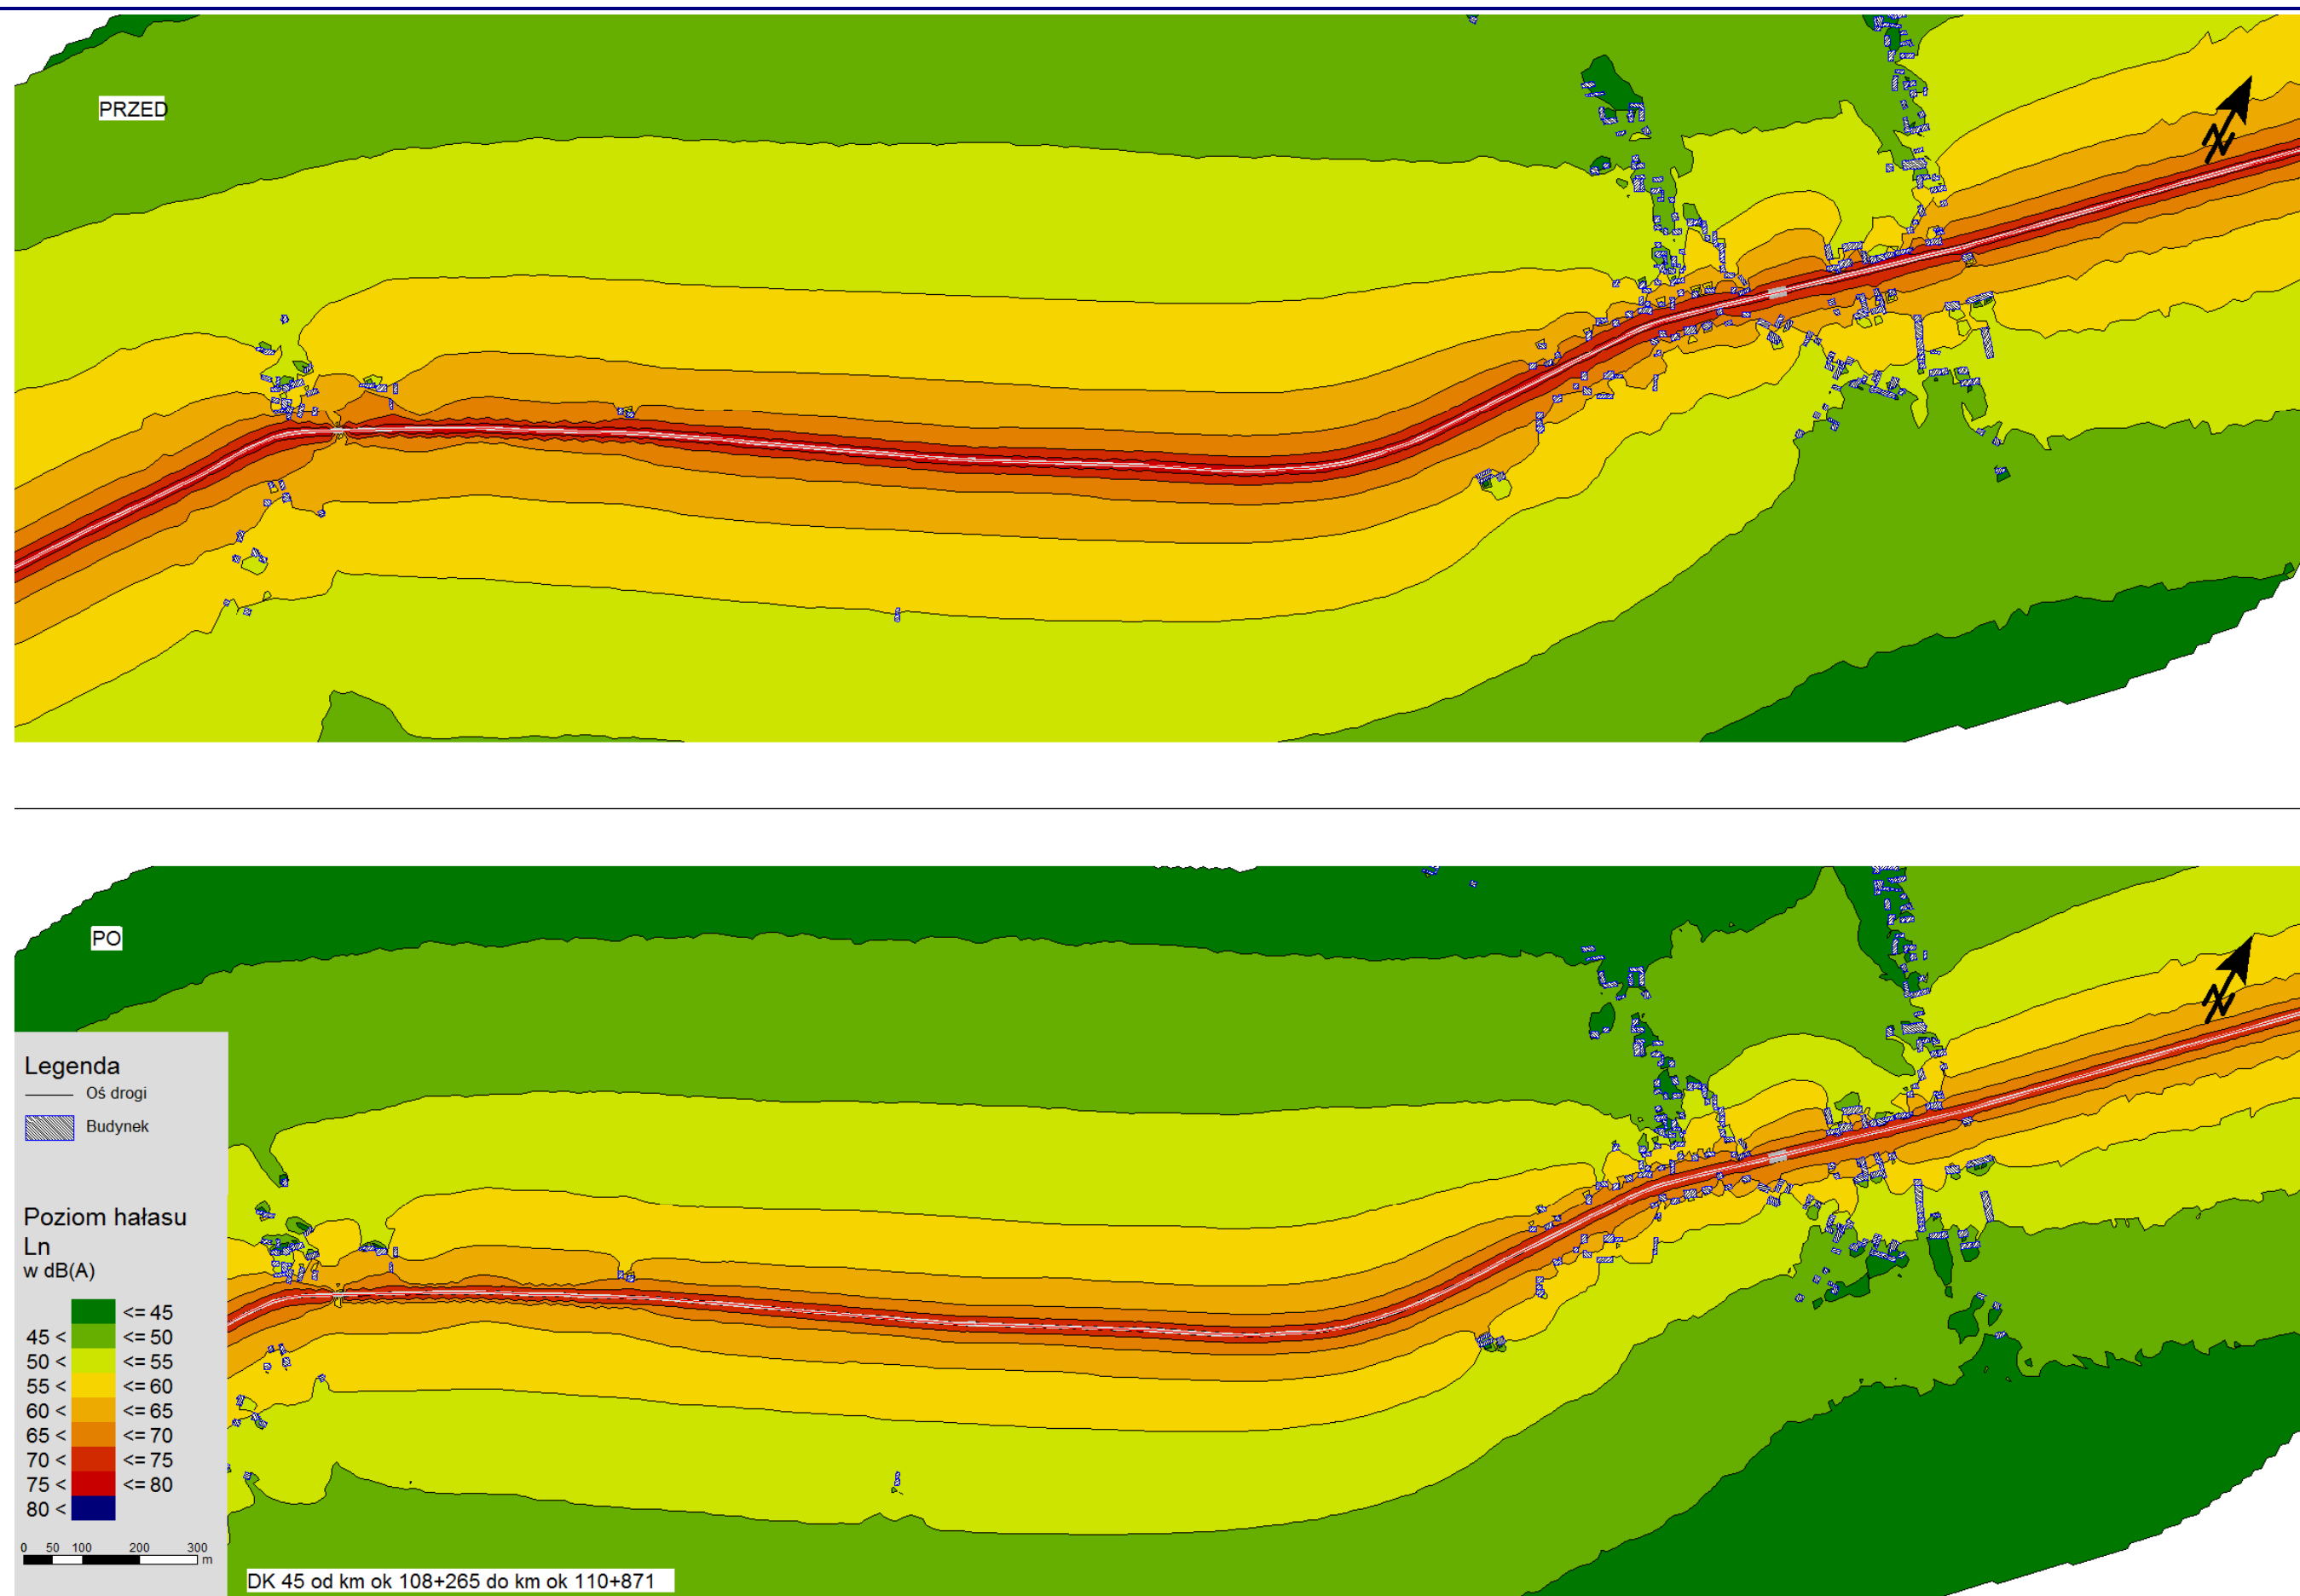 PRZED
N
PO
N
Legenda
Oś drogi
Budynek
Poziom hałasu
Ln
w dB(A)
<= 45
45 < <= 50
50 < <= 55
55 < <= 60
60 < <= 65
65 < <= 70
70 < <= 75
75 < <= 80
80 <
0 50 100 200 300
m
DK 45 od km ok 108+265 do km ok 110+871